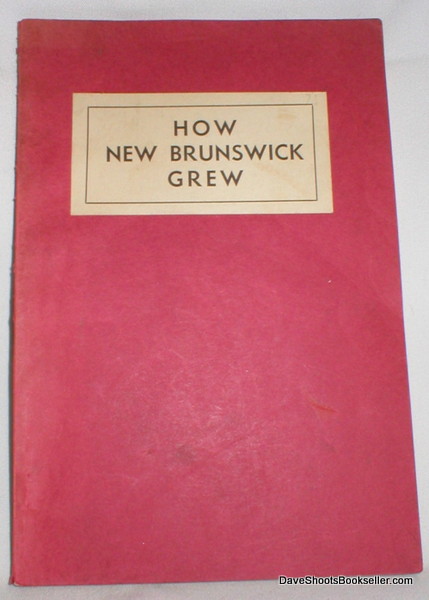 HOW
NEW BRUNSWICK
GREW
DaveShootsBookseller.com